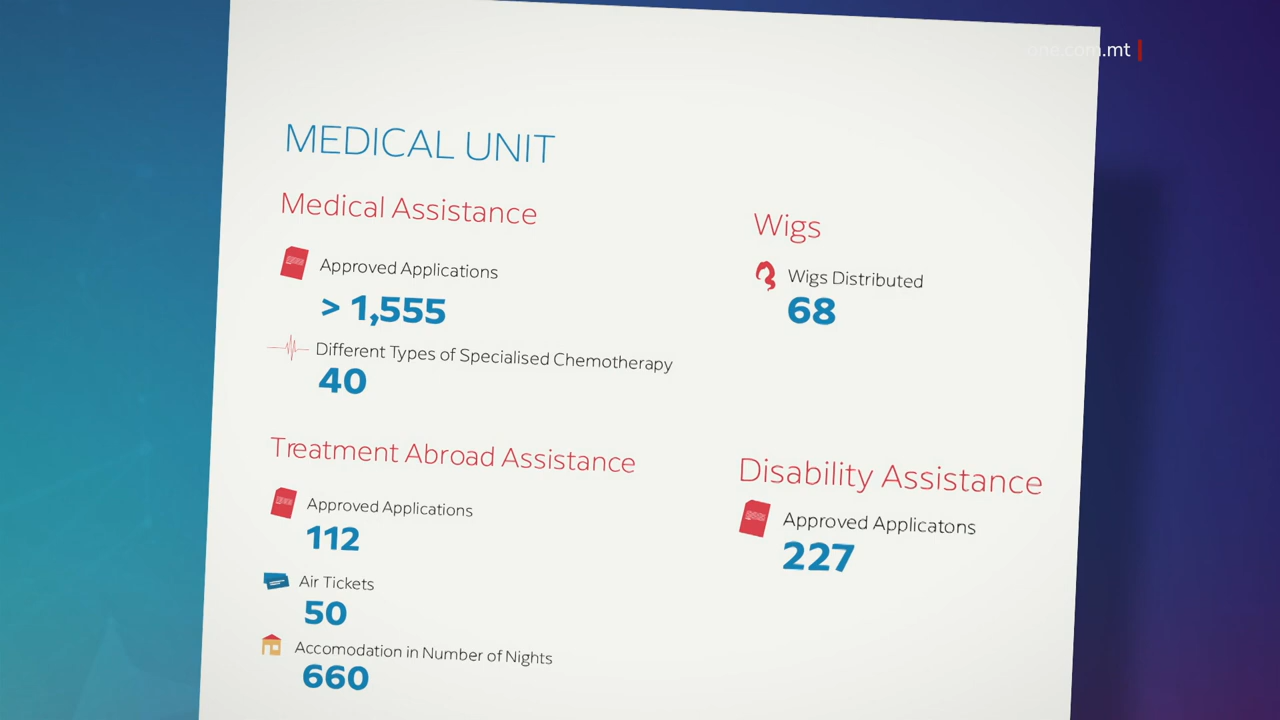 one.com.mt
MEDICAL UNIT
Medical Assistance
Approved Applications
> 1,555
Different Types of Specialised Chemotherapy
40
Wigs
Wigs Distributed
68
Treatment Abroad Assistance
Approved Applications
112
Air Tickets
50
Accomodation in Number of Nights
660
Disability Assistance
Approved Applicatons
227